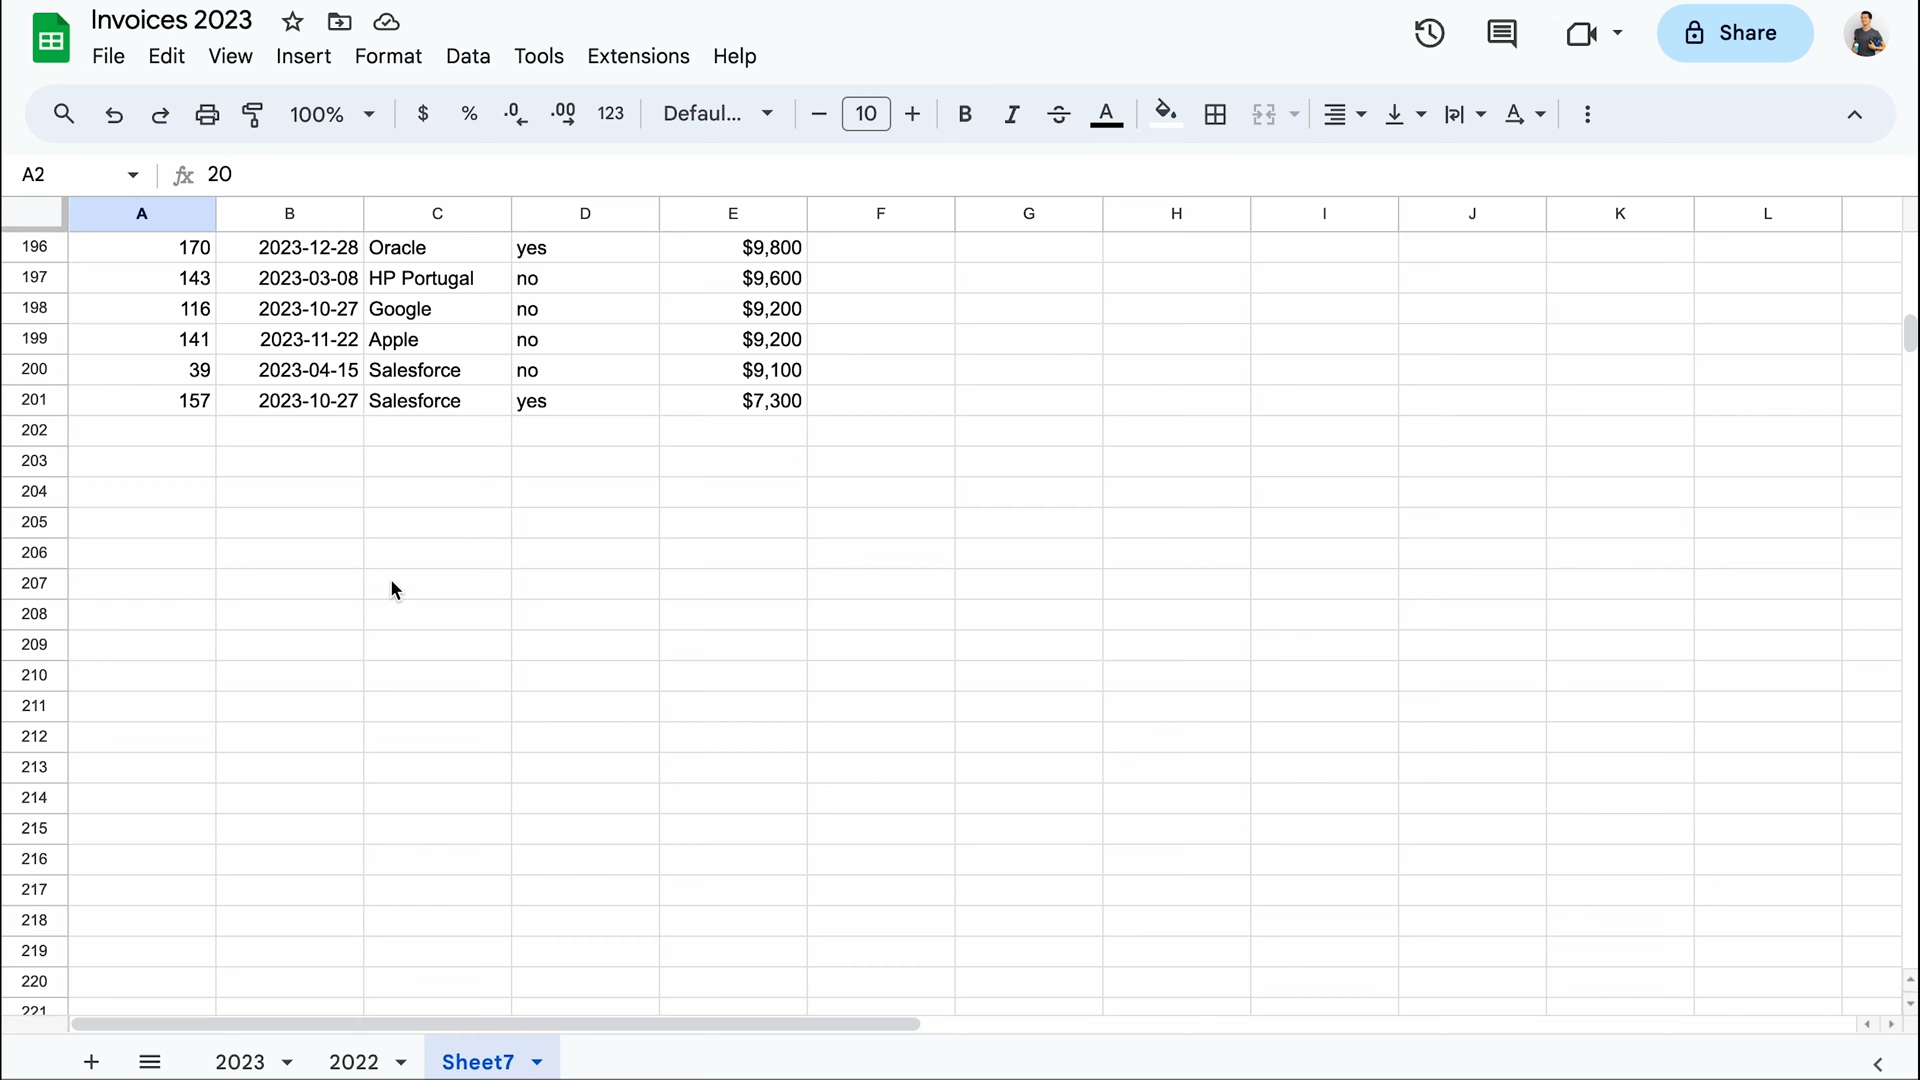 Invoices 2023
File Edit View Insert Format Data Tools Extensions Help
Share
100% $ % .0 .00 123 Defaul... 10 B I A A
A2 fx 20
A B C D E F G H I J K L
196 170 2023-12-28 Oracle yes $9,800
197 143 2023-03-08 HP Portugal no $9,600
198 116 2023-10-27 Google no $9,200
199 141 2023-11-22 Apple no $9,200
200 39 2023-04-15 Salesforce no $9,100
201 157 2023-10-27 Salesforce yes $7,300
202
203
204
205
206
207
208
209
210
211
212
213
214
215
216
217
218
219
220
221
2023 2022 Sheet7